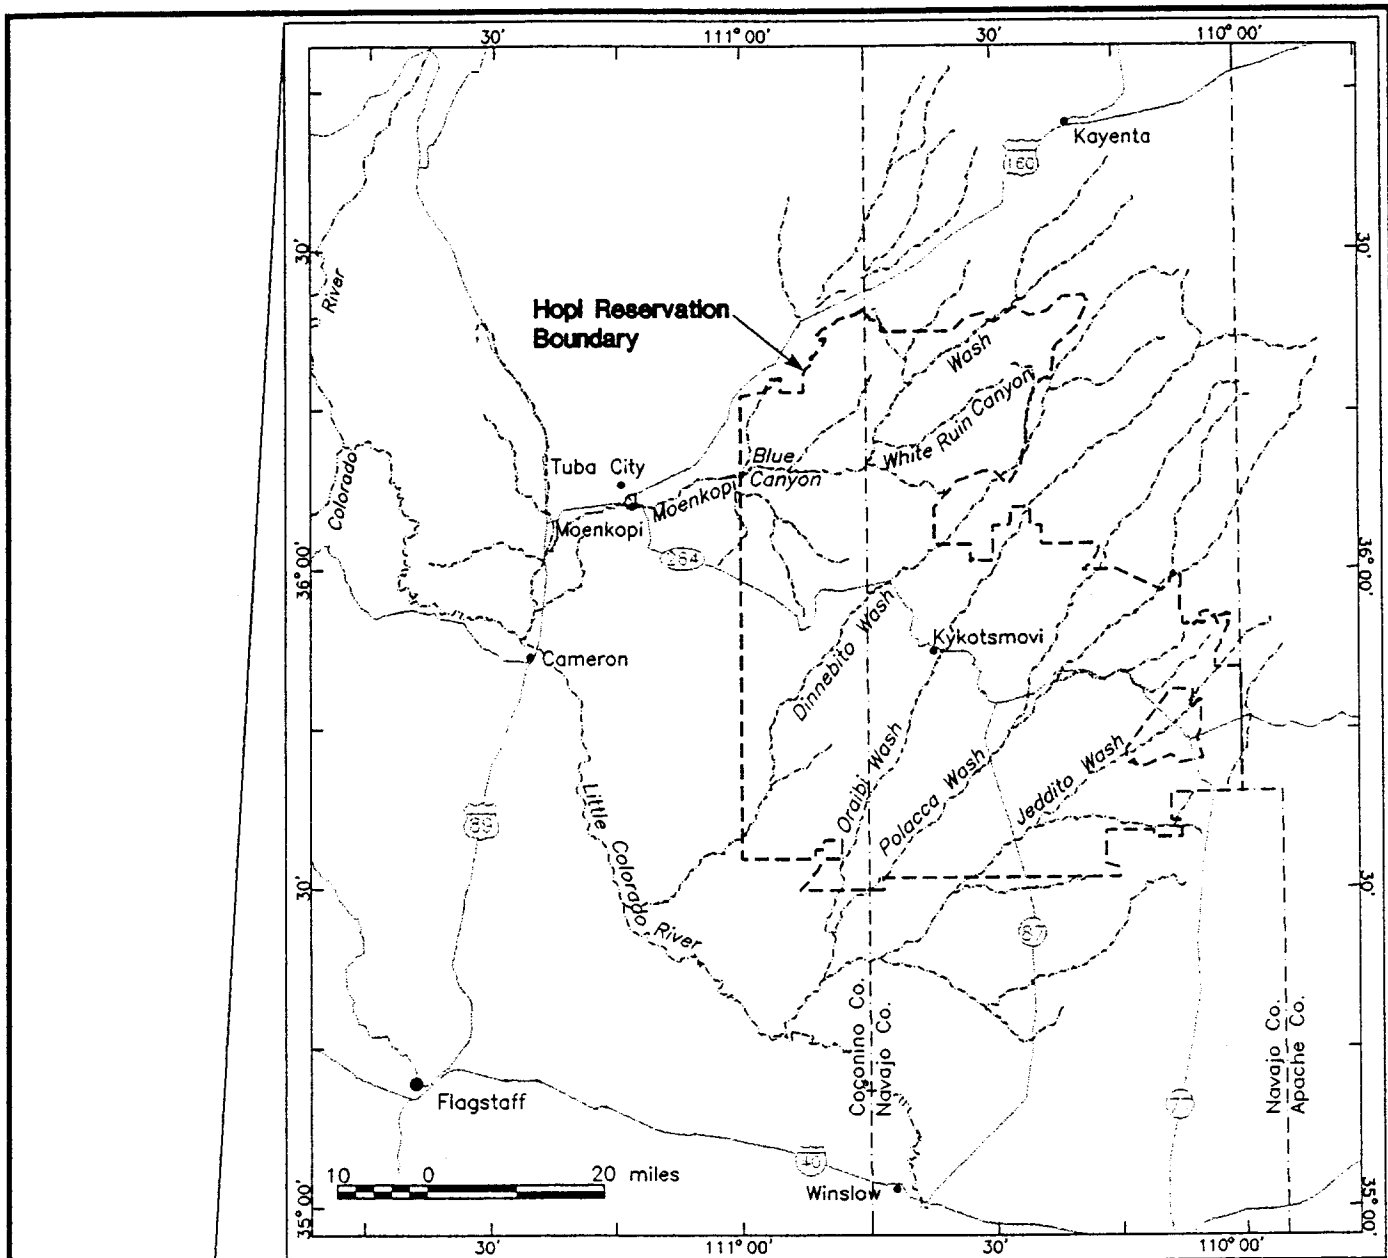 30'
111° 00'
30'
110° 00'
Kayenta
160
30'
30'
River
Hopi Reservation
Boundary
Wash
White Ruin Canyon
Blue
Canyon
Tuba City
Moenkopi
Moenkopi
Colorado
264
36° 00'
36° 00'
Dinnebito Wash
Kykotsmovi
Cameron
Oraibi Wash
Polacca Wash
Jeddito Wash
Little Colorado River
89
30'
30'
87
Coconino Co.
Navajo Co.
Navajo Co.
Apache Co.
77
Flagstaff
40
10 0 20 miles
Winslow
35° 00'
35° 00'
30'
111° 00'
30'
110° 00'